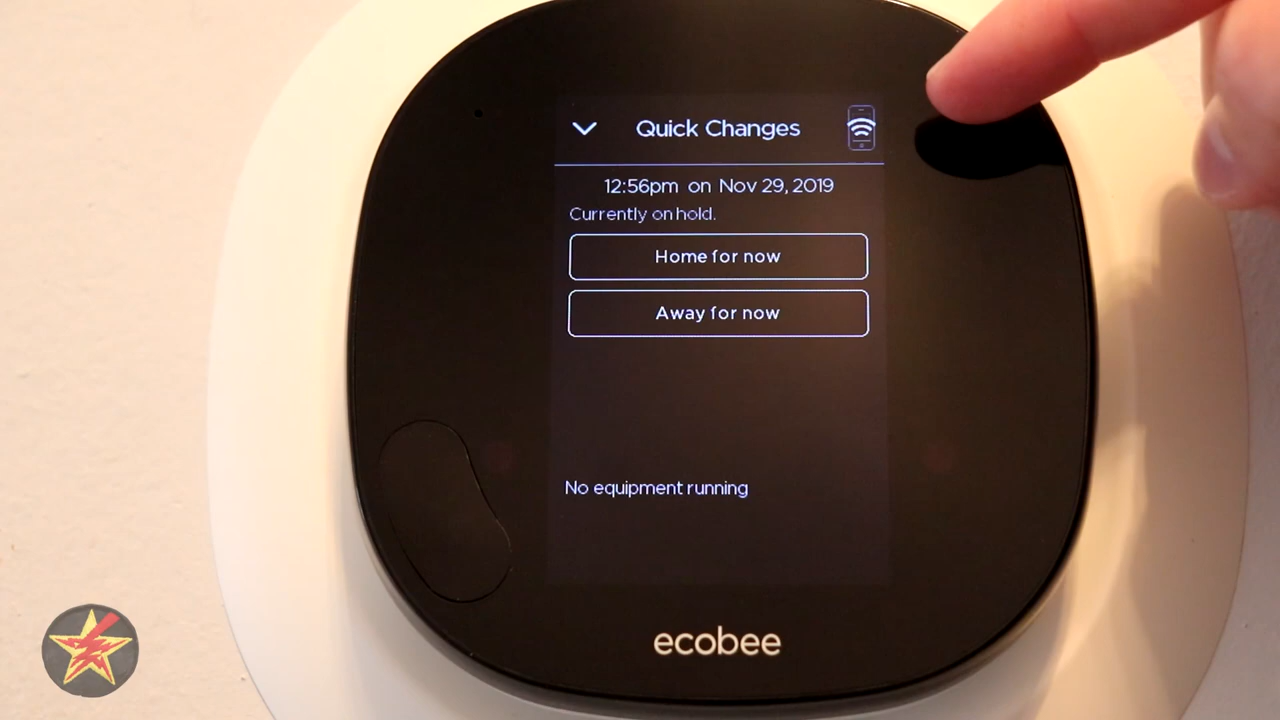 Quick Changes
12:56pm on Nov 29, 2019
Currently on hold.
Home for now
Away for now
No equipment running
ecobee